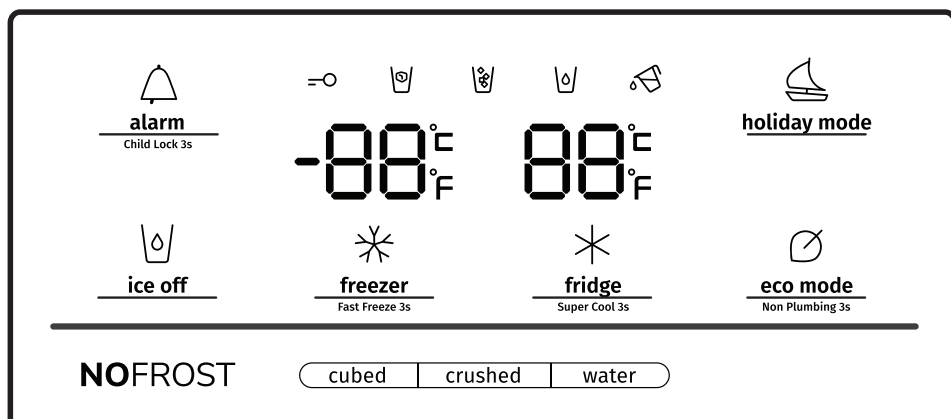 alarm
Child Lock 3s
-88 °C °F
88 °C °F
holiday mode
ice off
freezer
Fast Freeze 3s
fridge
Super Cool 3s
eco mode
Non Plumbing 3s
NOFROST
cubed
crushed
water